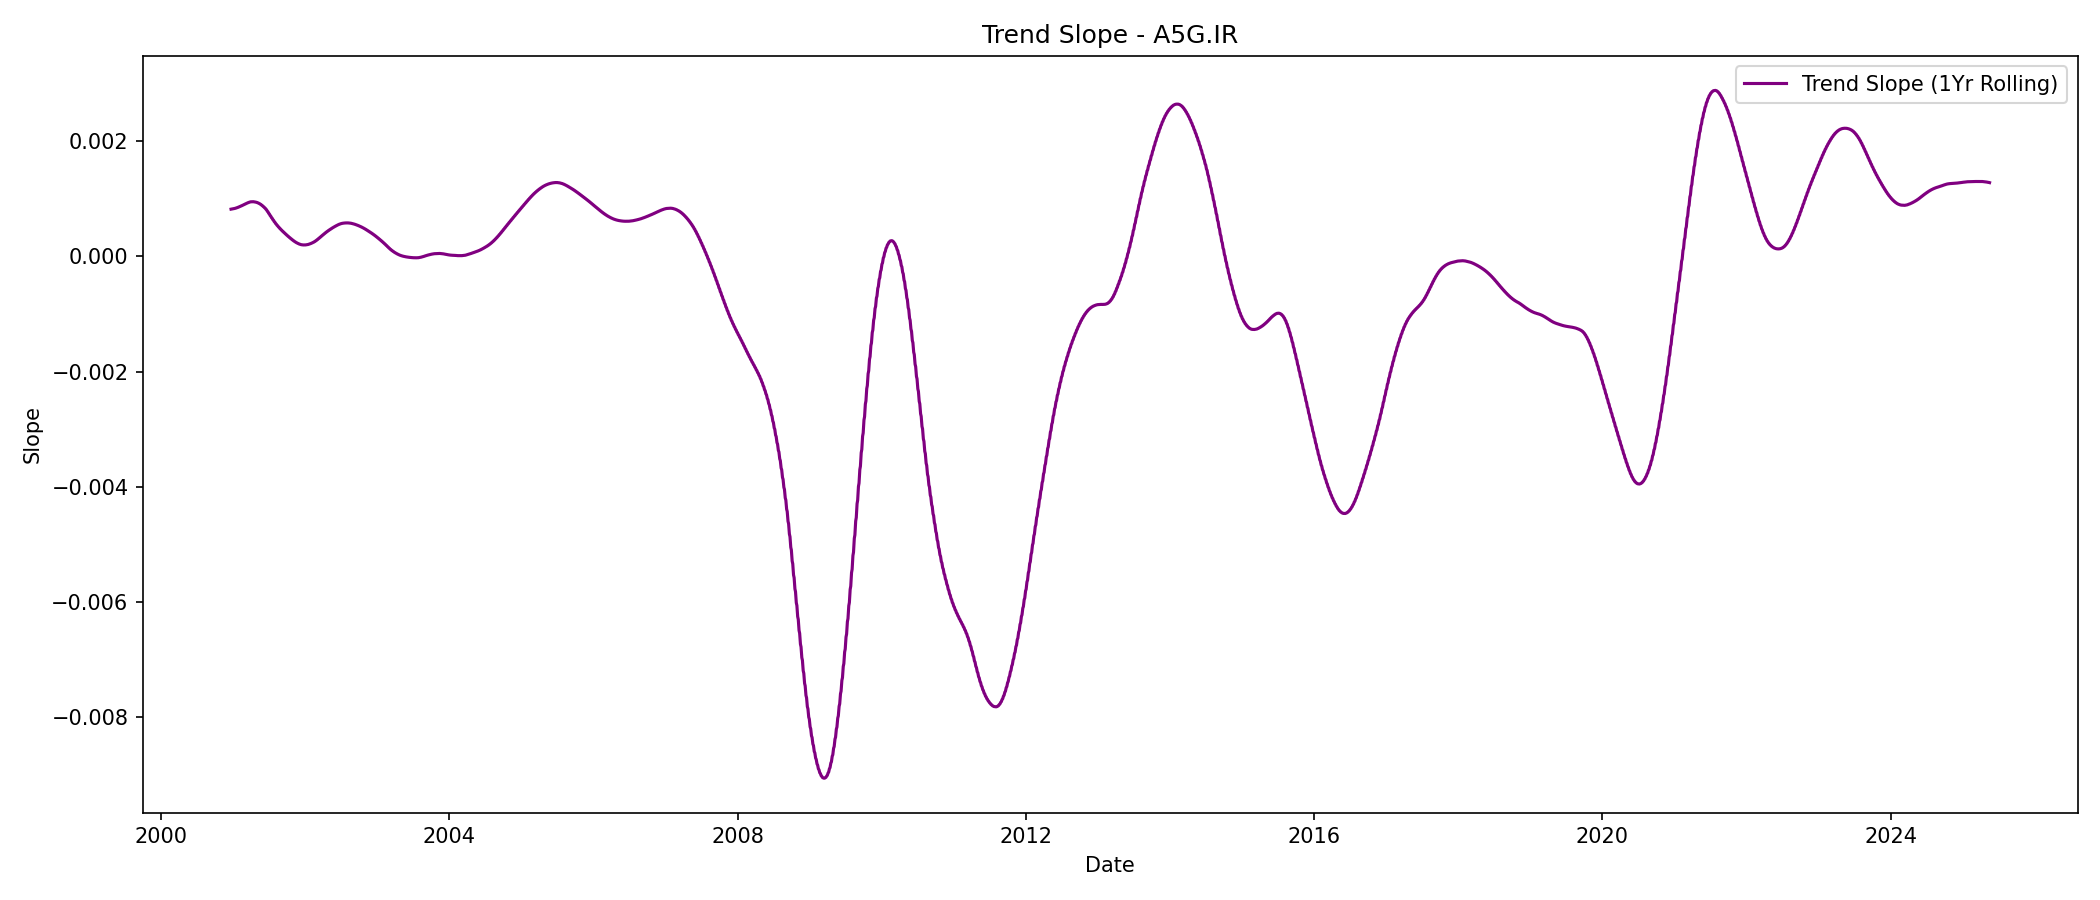 Trend Slope - A5G.IR
Trend Slope (1Yr Rolling)
0.002
0.000
−0.002
−0.004
−0.006
−0.008
Slope
2000 2004 2008 2012 2016 2020 2024
Date